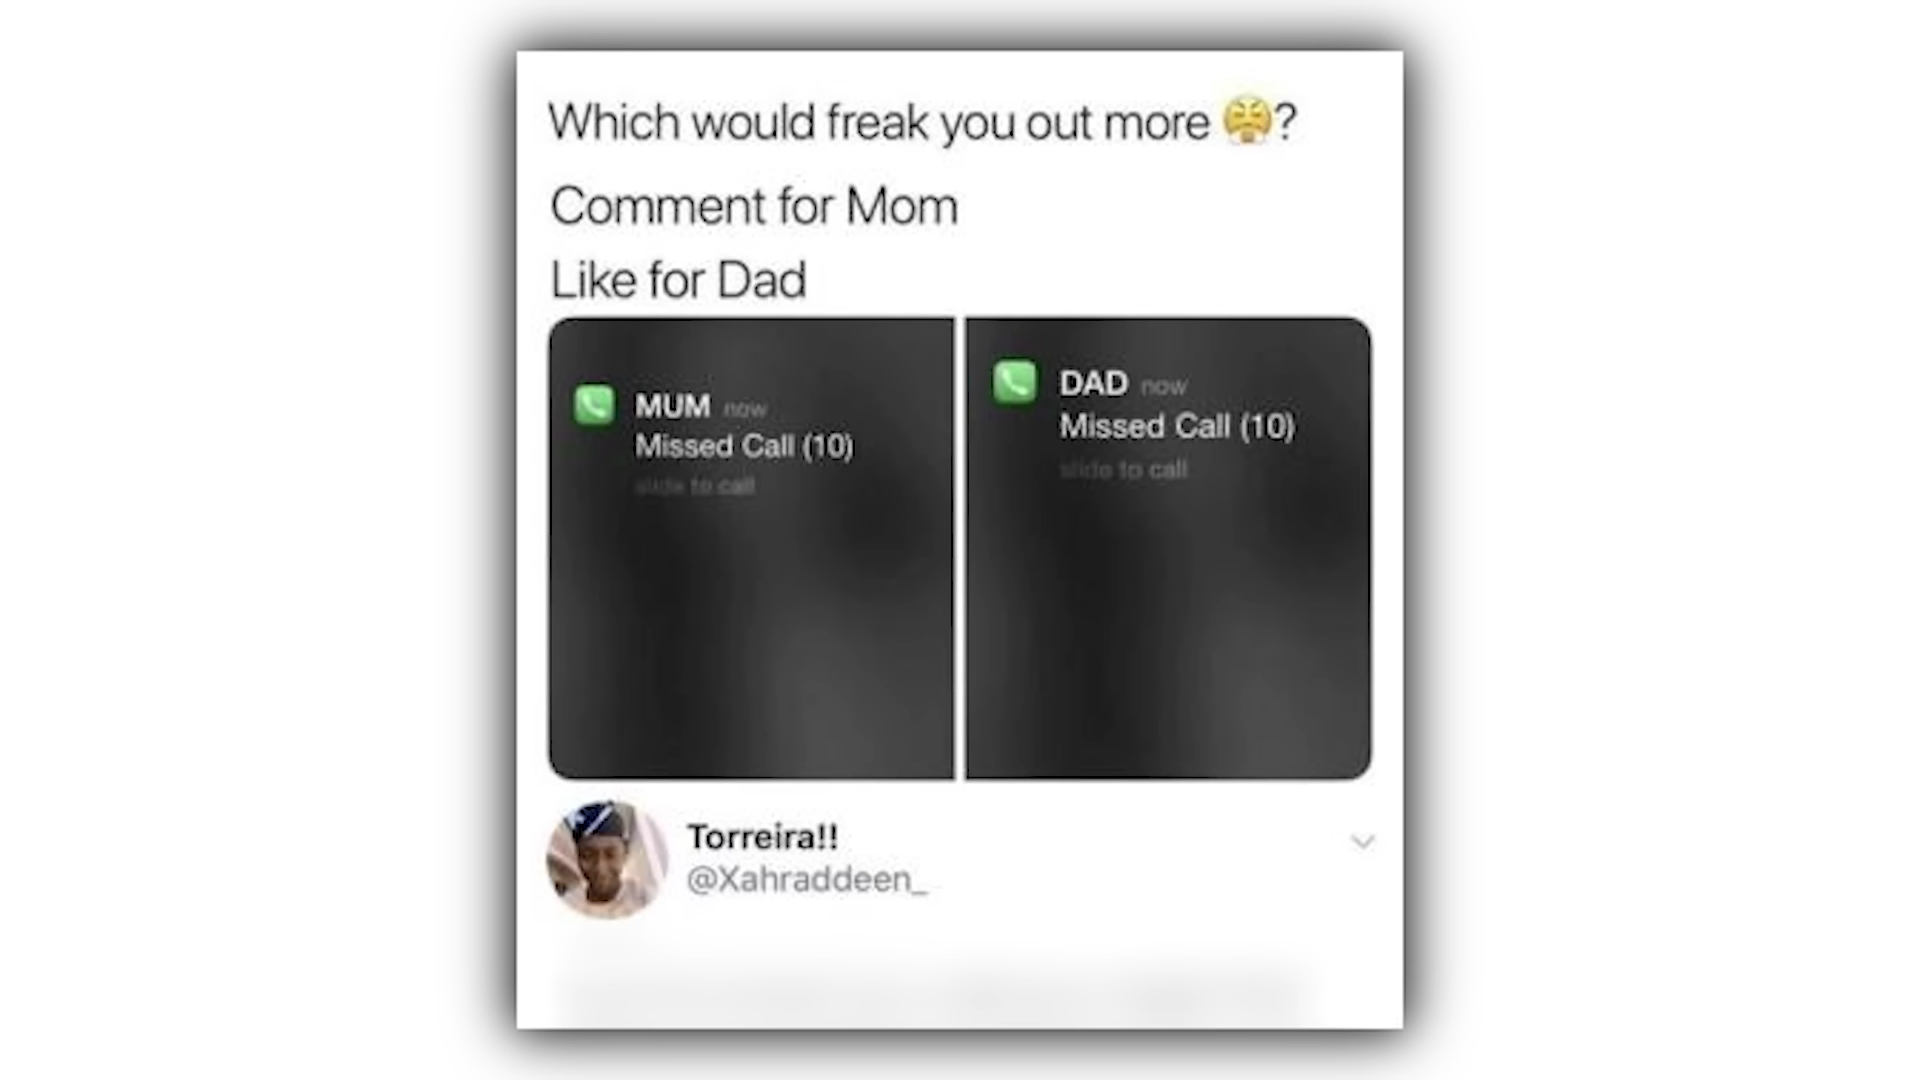 Which would freak you out more 😤?
Comment for Mom
Like for Dad
MUM now
Missed Call (10)
slide to call
DAD now
Missed Call (10)
slide to call
Torreira!!
@Xahraddeen_